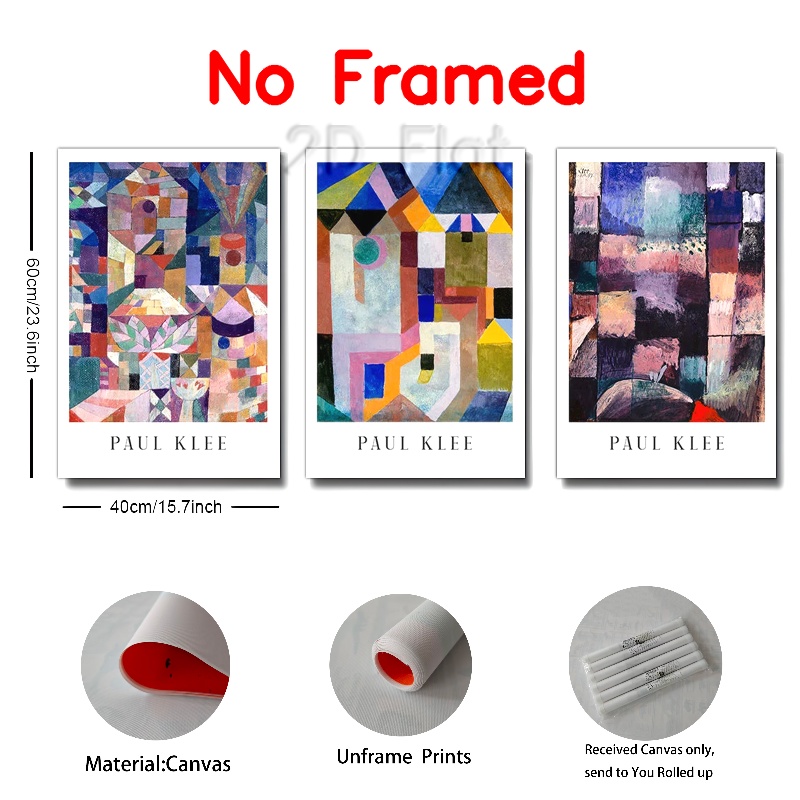 No Framed
2D Flat
60cm/23.6inch
PAUL KLEE
PAUL KLEE
PAUL KLEE
40cm/15.7inch
Material:Canvas
Unframe Prints
Received Canvas only,
send to You Rolled up